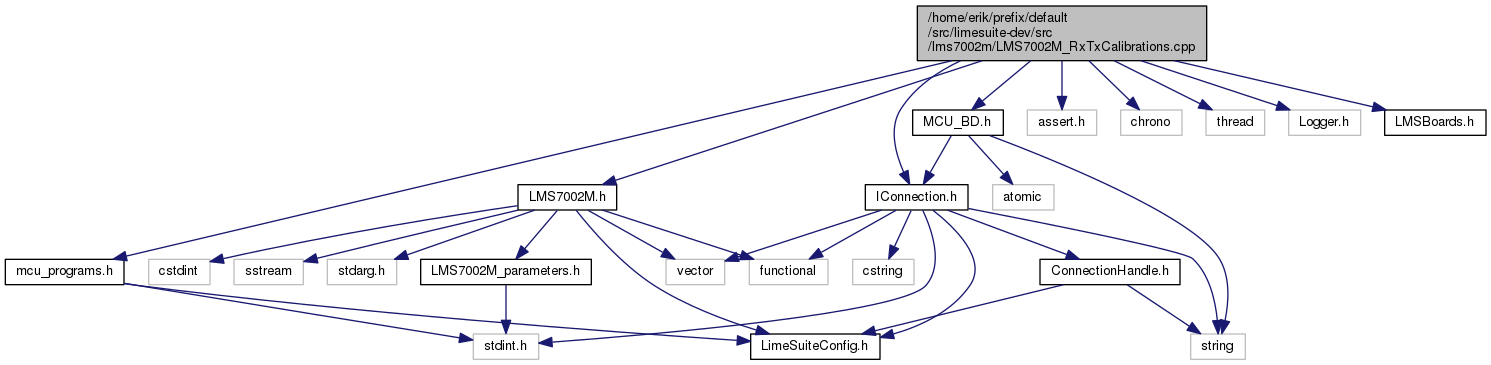 /home/erik/prefix/default
/src/limesuite-dev/src
/lms7002m/LMS7002M_RxTxCalibrations.cpp
MCU_BD.h
assert.h
chrono
thread
Logger.h
LMSBoards.h
LMS7002M.h
IConnection.h
atomic
mcu_programs.h
cstdint
sstream
stdarg.h
LMS7002M_parameters.h
vector
functional
cstring
ConnectionHandle.h
stdint.h
LimeSuiteConfig.h
string